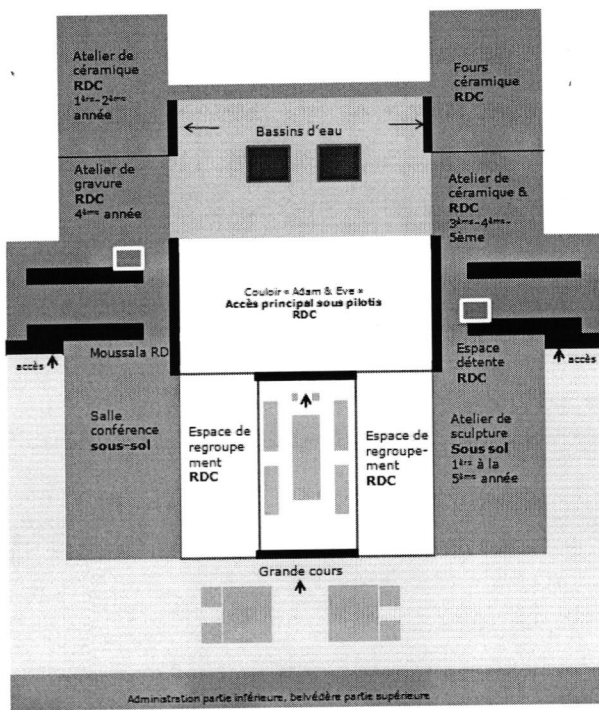 Atelier de
céramique
RDC
1ère-2ème
année
Fours
céramique
RDC
Bassins d'eau
Atelier de
gravure
RDC
4ème année
Atelier de
céramique &
RDC
3ème-4ème-
5ème
Couloir « Adam & Eve »
Accès principal sous pilotis
RDC
accès
Moussala RD
Espace
détente
RDC
accès
Salle
conférence
sous-sol
Espace de
regroupe
ment
RDC
Espace de
regroupe-
ment
RDC
Atelier de
sculpture
Sous sol
1ère à la
5ème année
Grande cours
Administration partie inférieure, belvédère partie supérieure